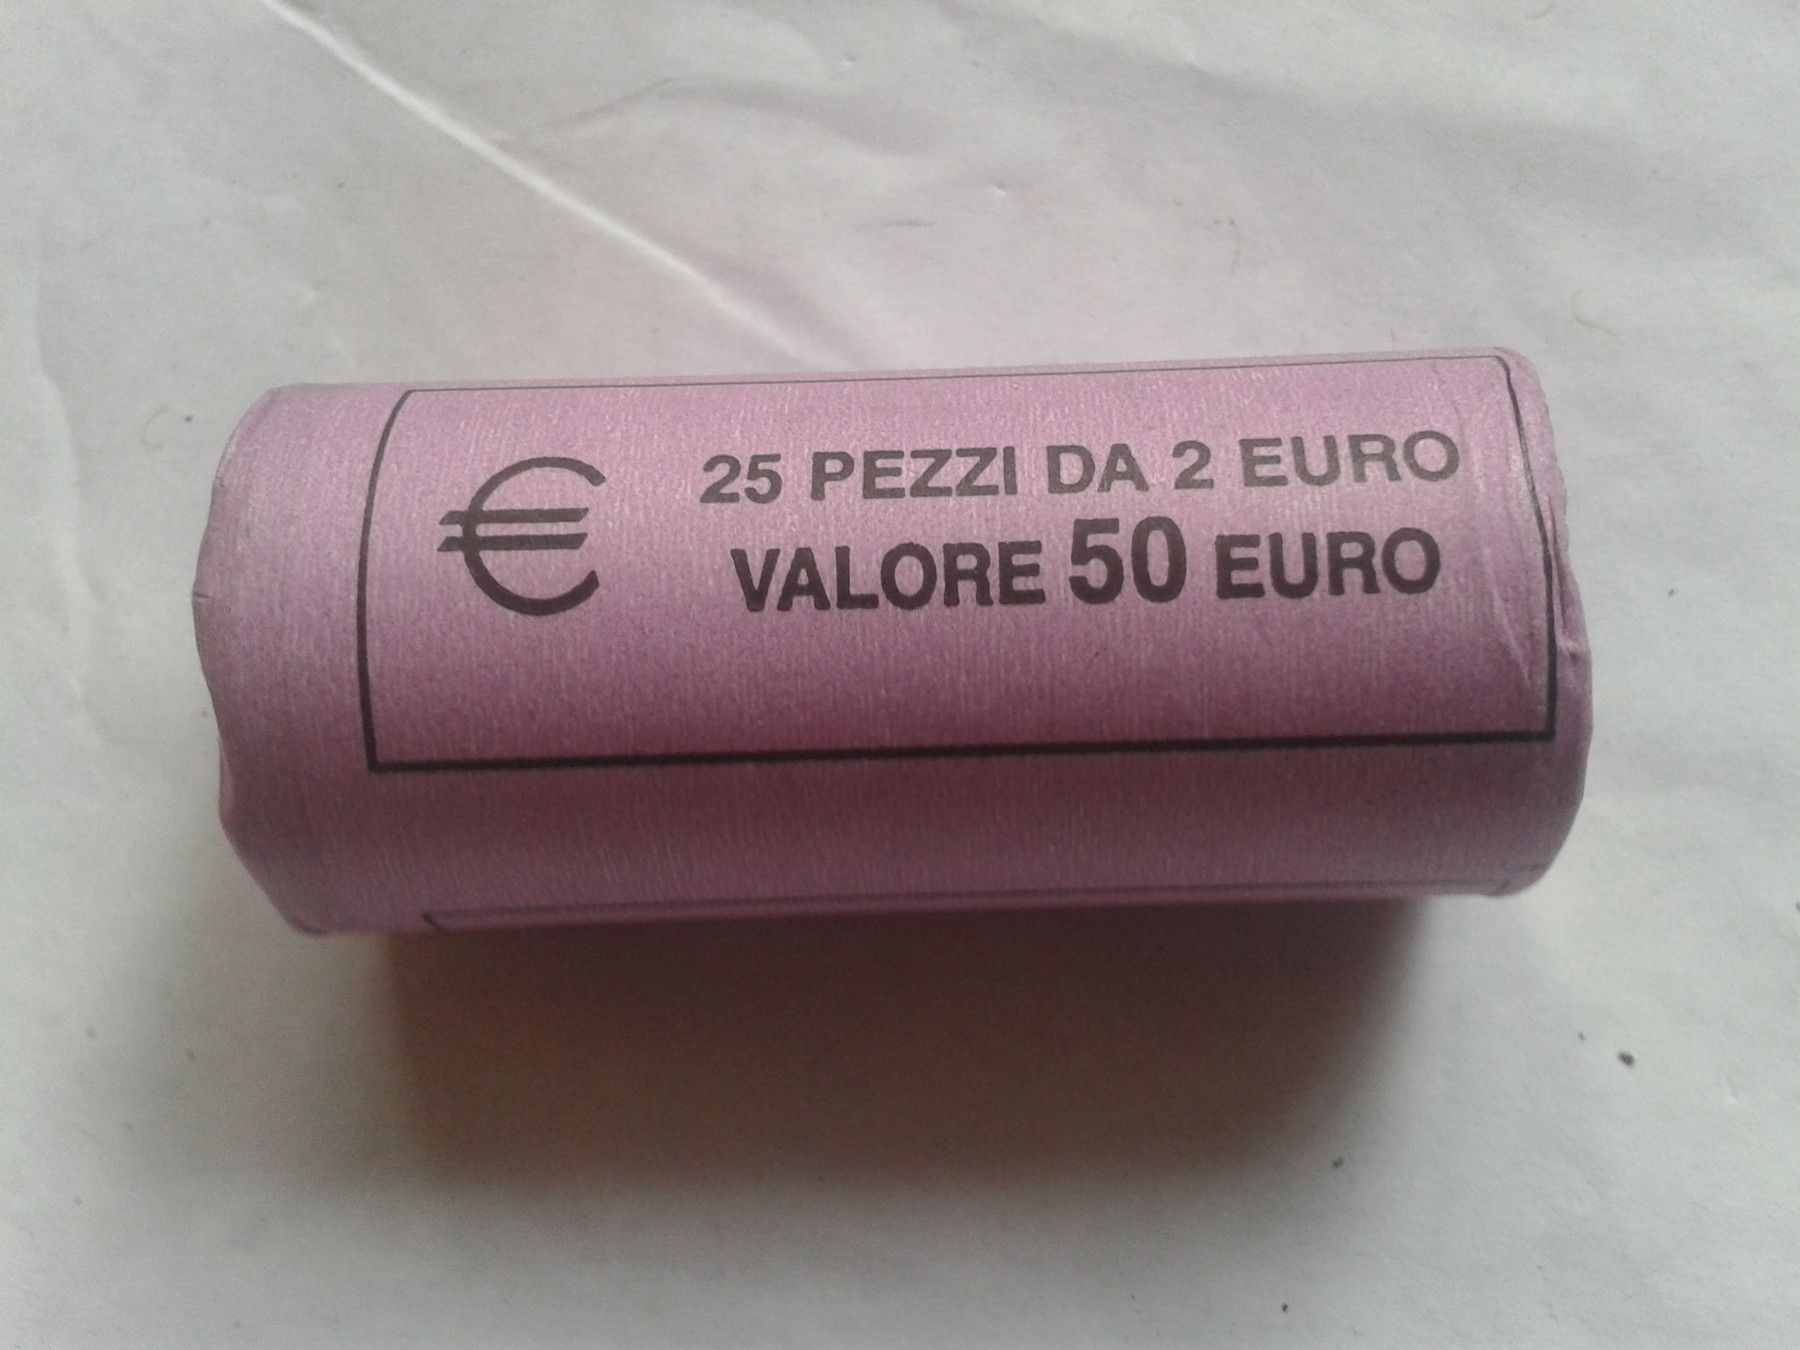 € 25 PEZZI DA 2 EURO
VALORE 50 EURO